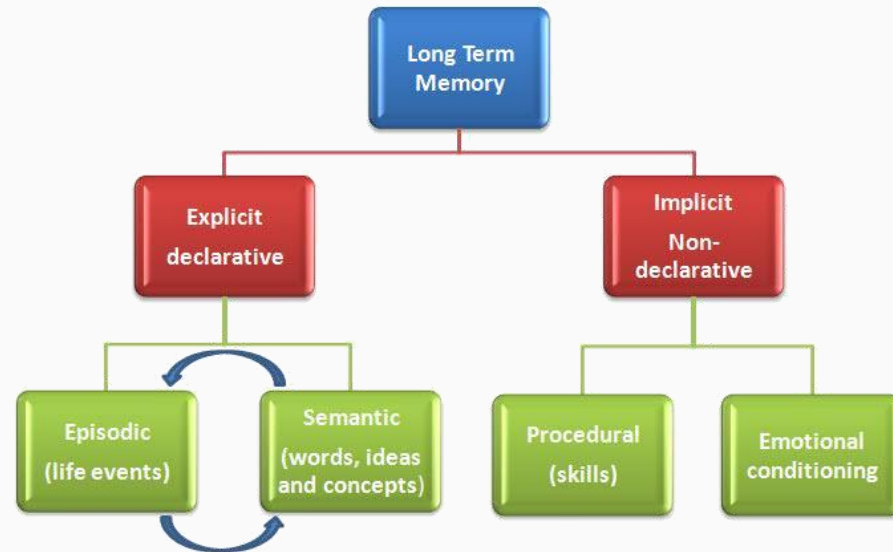 Long Term
Memory
Explicit
declarative
Implicit
Non-
declarative
Episodic
(life events)
Semantic
(words, ideas
and concepts)
Procedural
(skills)
Emotional
conditioning